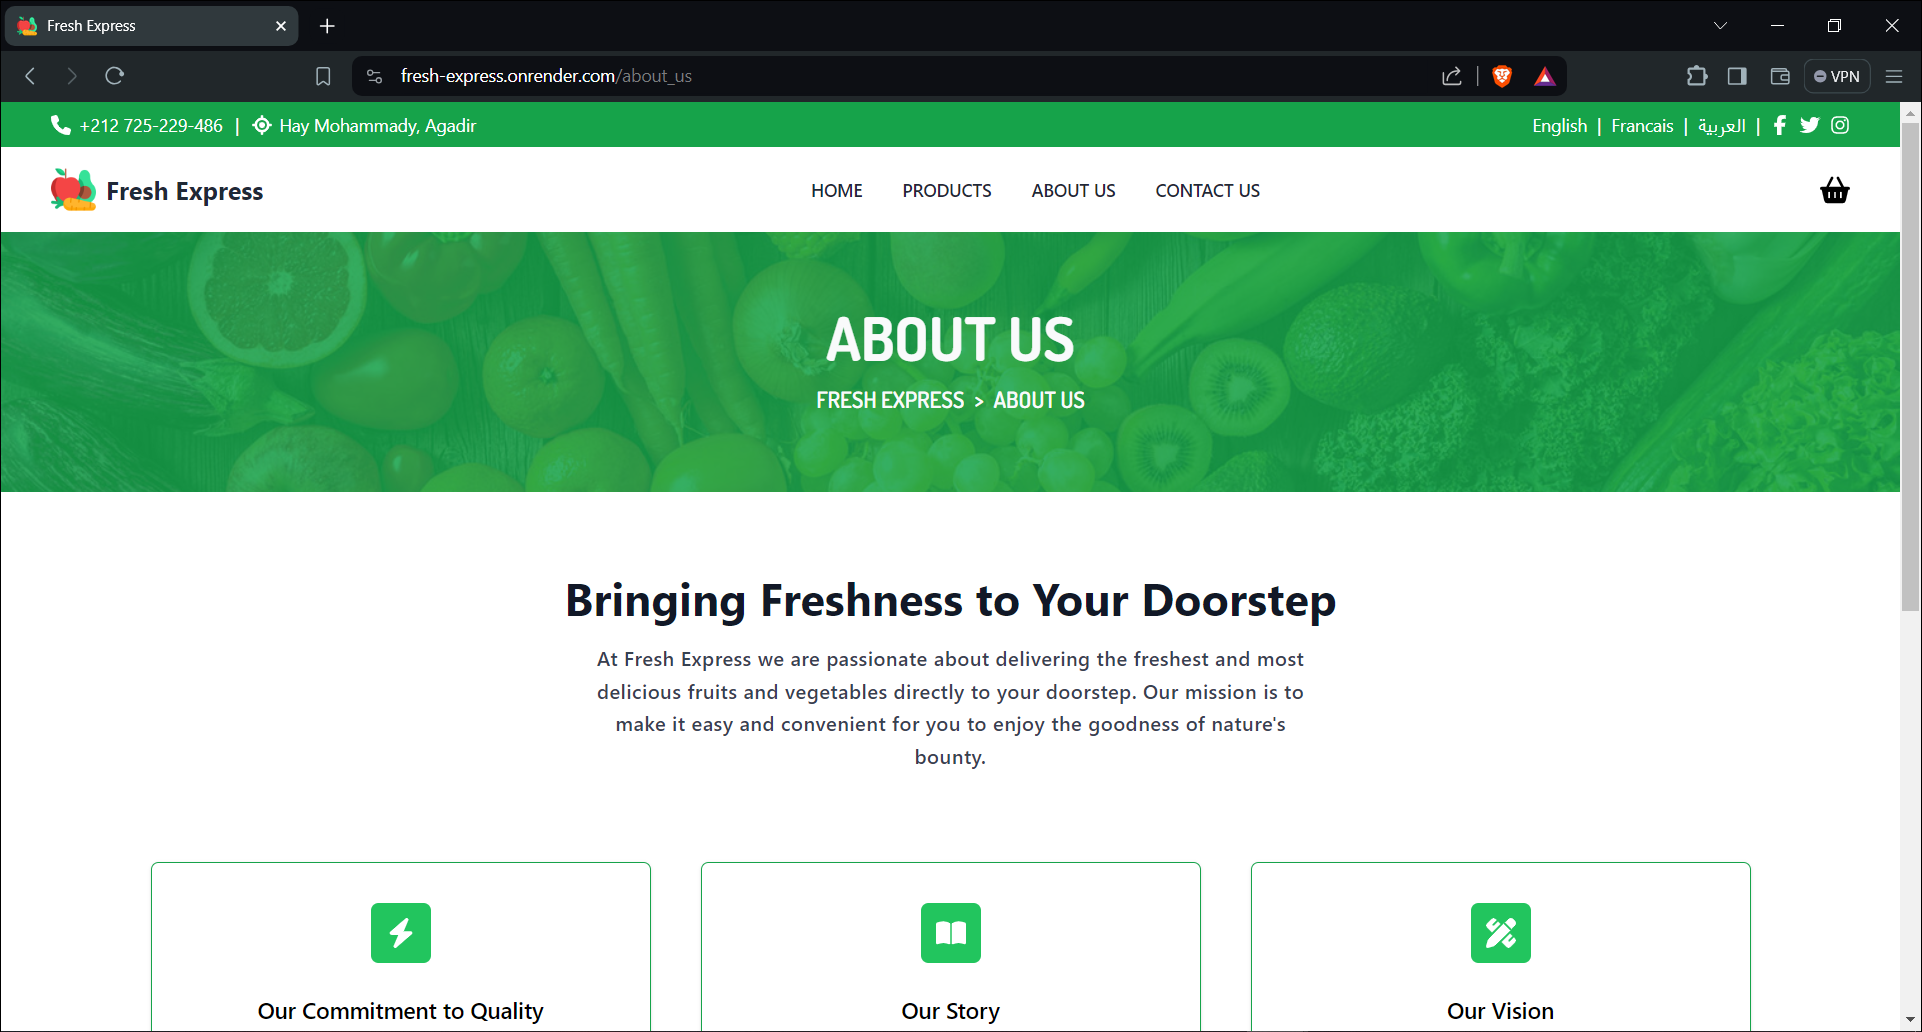 Fresh Express
fresh-express.onrender.com/about_us
VPN
+212 725-229-486 | Hay Mohammady, Agadir
English | Francais | العربية |
Fresh Express
HOME PRODUCTS ABOUT US CONTACT US
ABOUT US
FRESH EXPRESS > ABOUT US
Bringing Freshness to Your Doorstep
At Fresh Express we are passionate about delivering the freshest and most
delicious fruits and vegetables directly to your doorstep. Our mission is to
make it easy and convenient for you to enjoy the goodness of nature's
bounty.
Our Commitment to Quality
Our Story
Our Vision